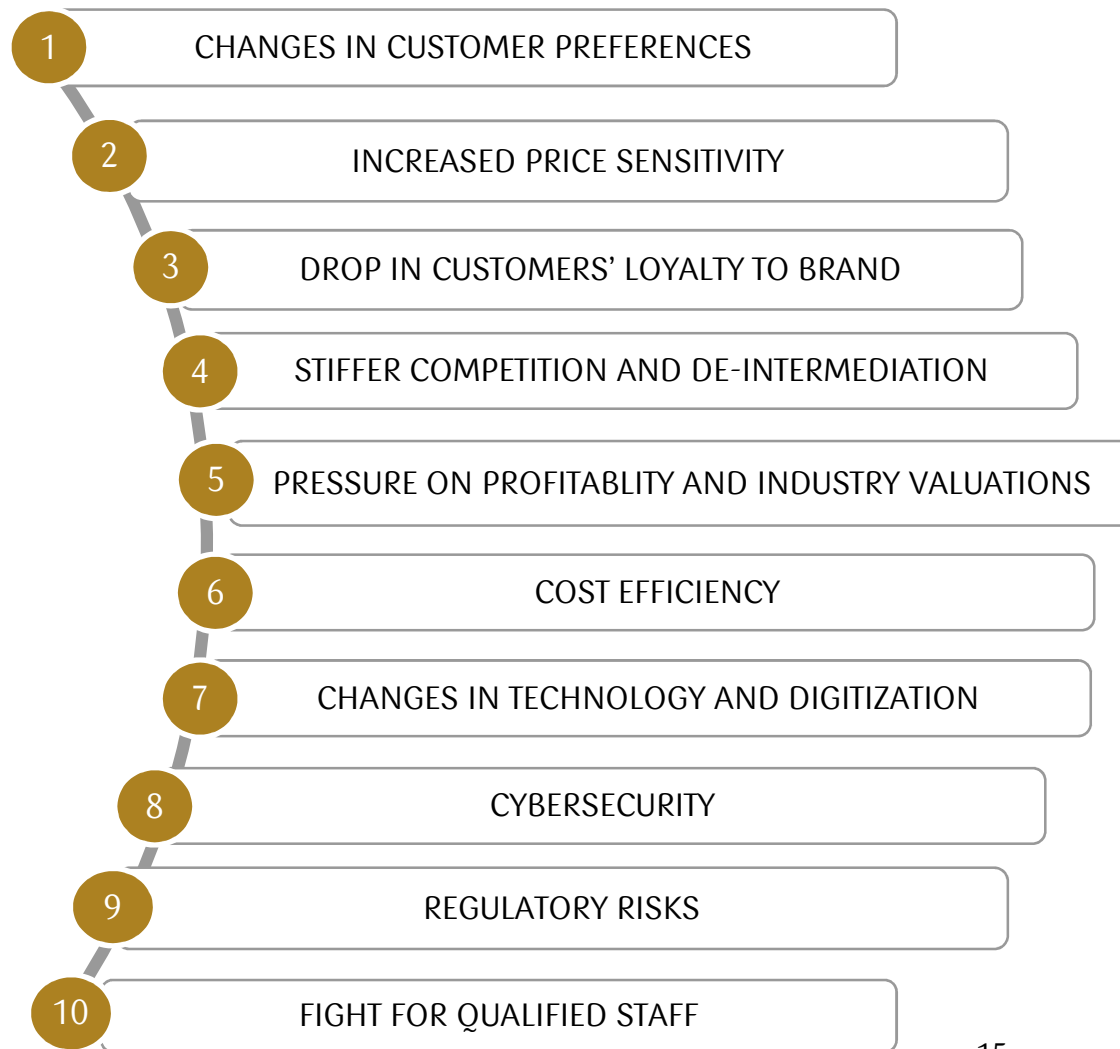 1 CHANGES IN CUSTOMER PREFERENCES
2 INCREASED PRICE SENSITIVITY
3 DROP IN CUSTOMERS’ LOYALTY TO BRAND
4 STIFFER COMPETITION AND DE-INTERMEDIATION
5 PRESSURE ON PROFITABLITY AND INDUSTRY VALUATIONS
6 COST EFFICIENCY
7 CHANGES IN TECHNOLOGY AND DIGITIZATION
8 CYBERSECURITY
9 REGULATORY RISKS
10 FIGHT FOR QUALIFIED STAFF
15